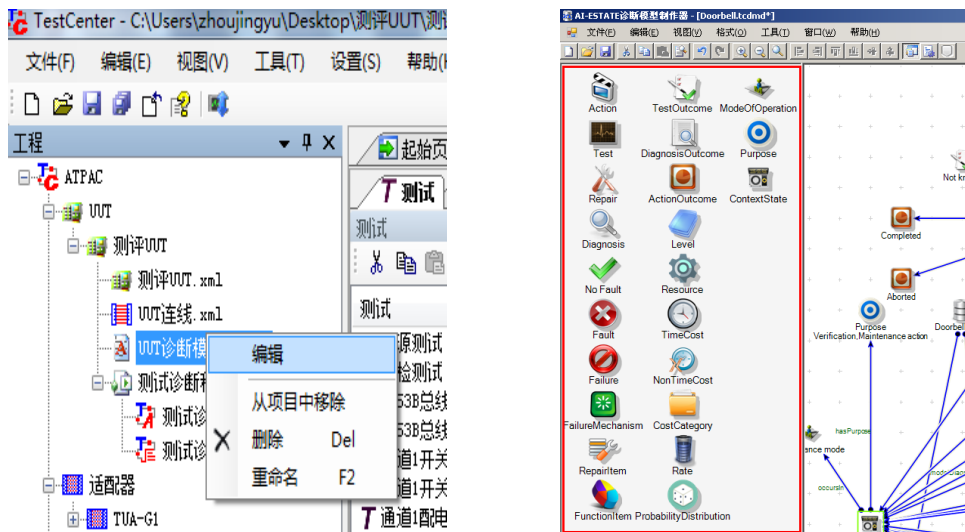 TestCenter - C:\Users\zhoujingyu\Desktop\测评UUT\测
文件(F) 编辑(E) 视图(V) 工具(T) 设置(S) 帮助(
工程
起始页
ATPAC
UUT
测试
测评UUT
测试
测评UUT.xml
UUT连线.xml
测试
UUT诊断模
编辑
源测试
测试诊断
检测试
从项目中移除
53B总线
测试诊
删除 Del
53B总线
测试诊
道1开关
重命名 F2
适配器
道1开关
TUA-G1
通道1配电
AI-ESTATE诊断模型制作器 - [Doorbell.tcdmd*]
文件(F) 编辑(E) 视图(V) 格式(O) 工具(T) 窗口(W) 帮助(H)
Action TestOutcome ModeOfOperation
Test DiagnosisOutcome Purpose
Repair ActionOutcome ContextState
Diagnosis Level
No Fault Resource
Fault TimeCost
Failure NonTimeCost
FailureMechanism CostCategory
RepairItem Rate
FunctionItem ProbabilityDistribution
Not kr
Completed
Aborted
Purpose
Doorbel
Verification,Maintenance action
hasPurpose
ance mode
occursIn